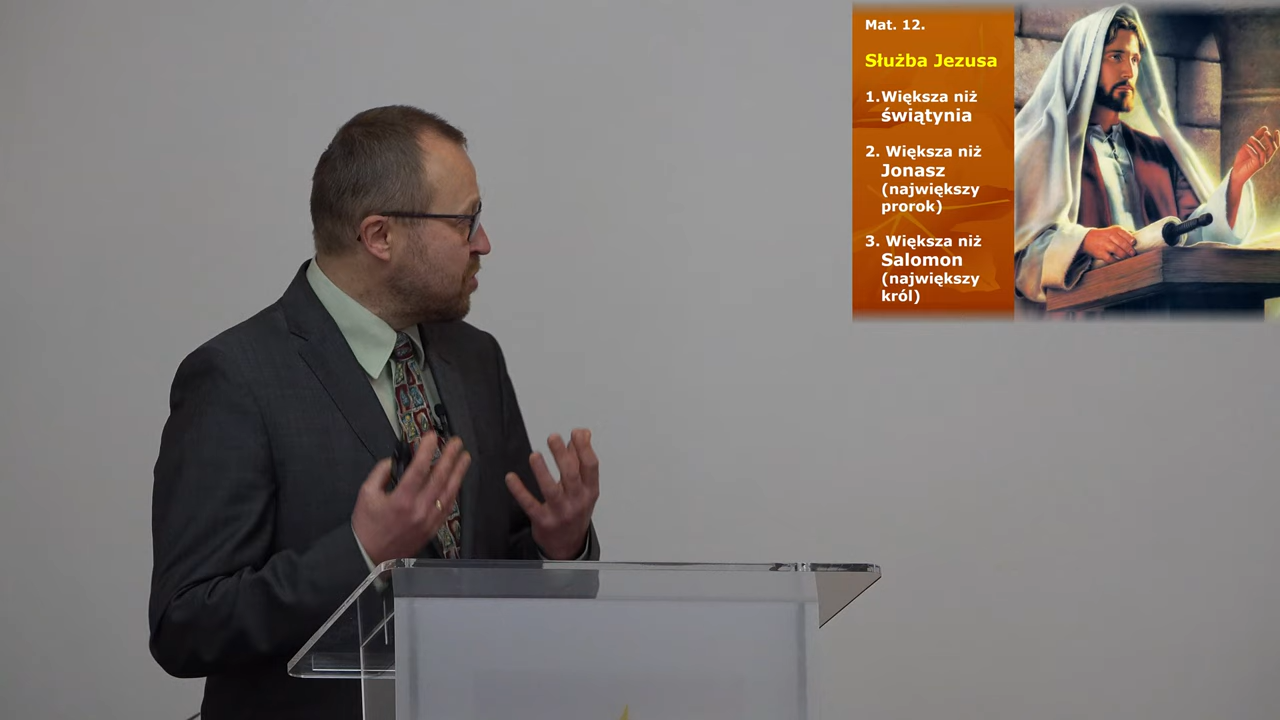 Mat. 12.
Służba Jezusa
1.Większa niż
świątynia
2. Większa niż
Jonasz
(największy
prorok)
3. Większa niż
Salomon
(największy
król)